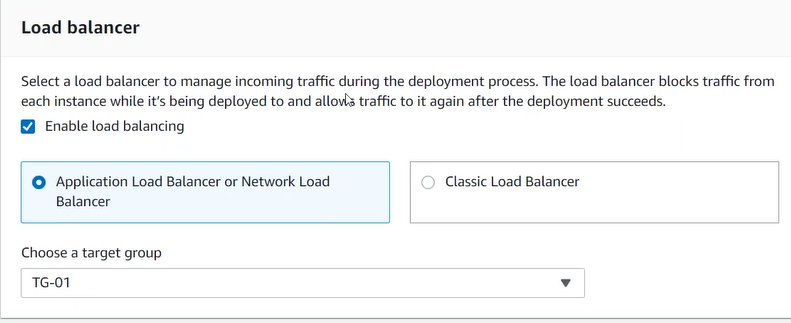 Load balancer
Select a load balancer to manage incoming traffic during the deployment process. The load balancer blocks traffic from
each instance while it's being deployed to and allows traffic to it again after the deployment succeeds.
Enable load balancing
Application Load Balancer or Network Load
Balancer
Classic Load Balancer
Choose a target group
TG-01